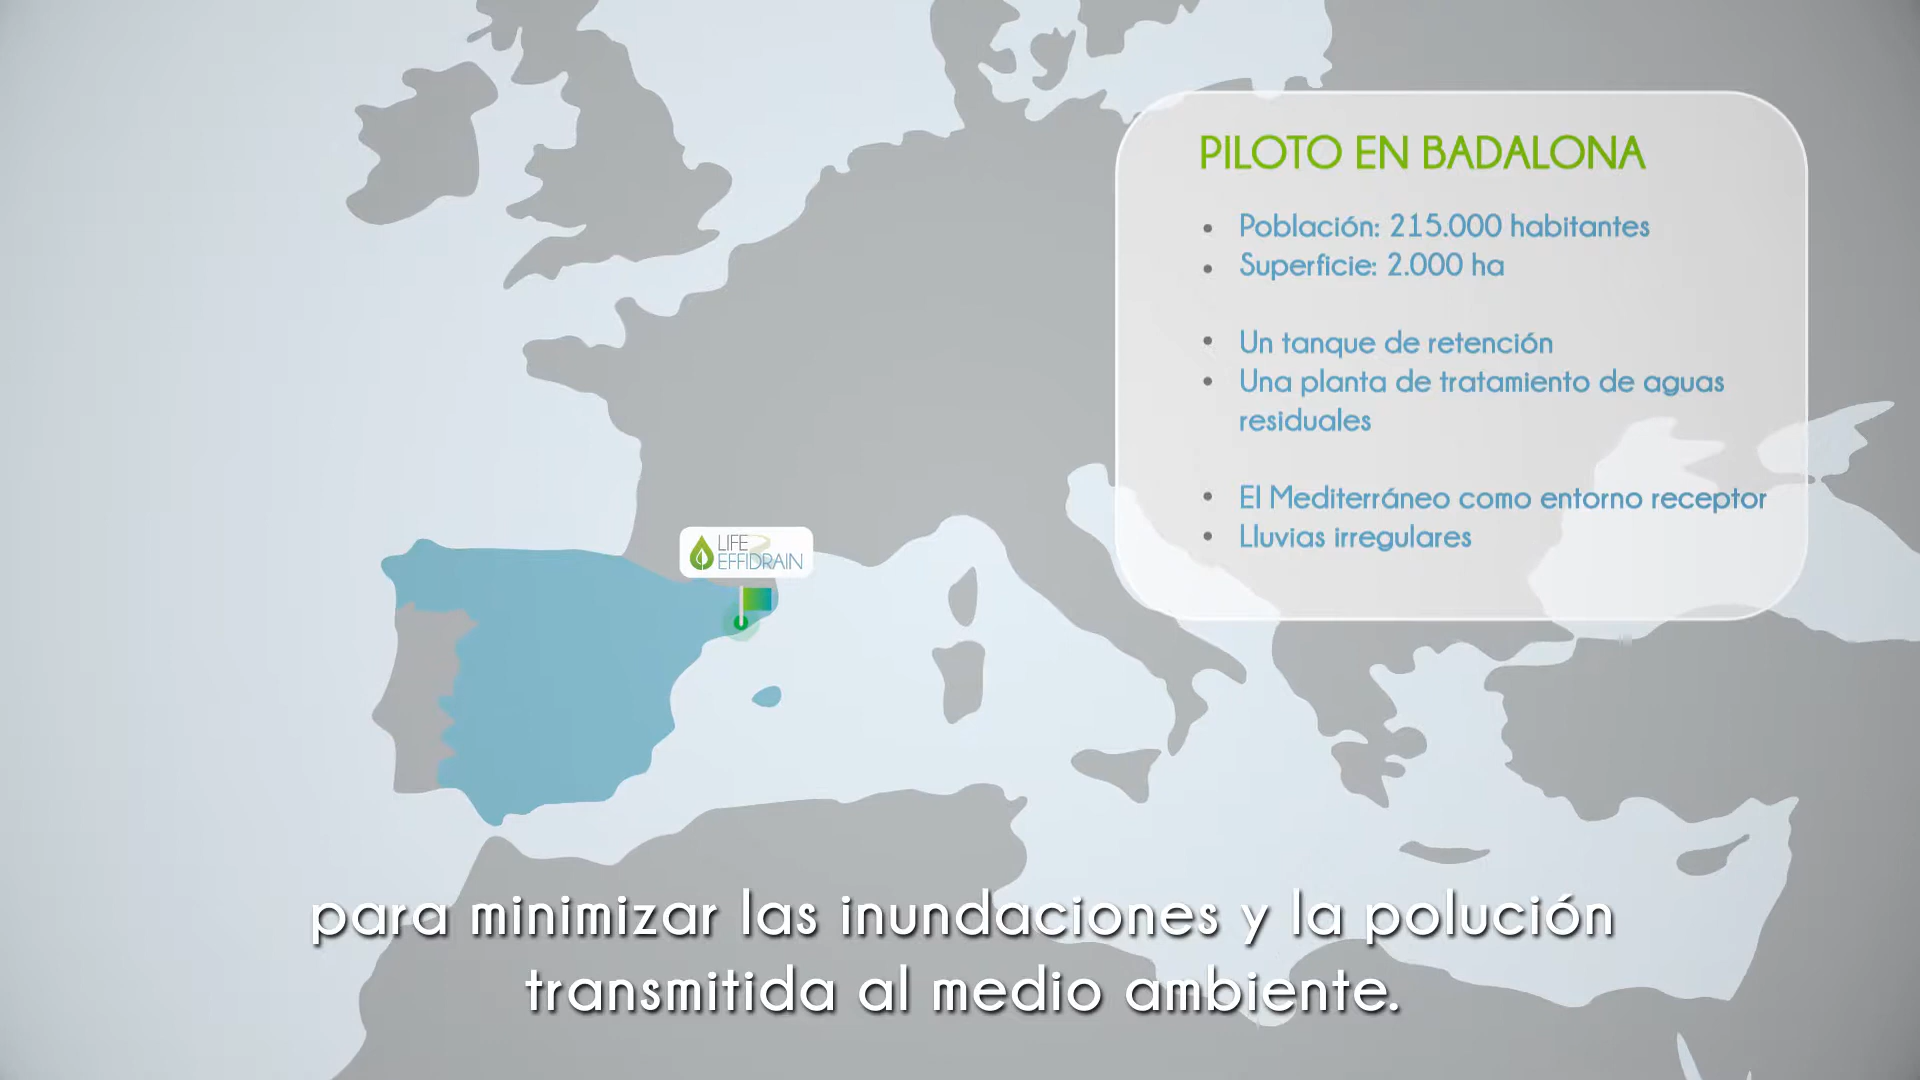 PILOTO EN BADALONA
• Población: 215.000 habitantes
• Superficie: 2.000 ha
• Un tanque de retención
• Una planta de tratamiento de aguas
residuales
• El Mediterráneo como entorno receptor
• Lluvias irregulares
LIFE
EFFIDRAIN
para minimizar las inundaciones y la polución
transmitida al medio ambiente.